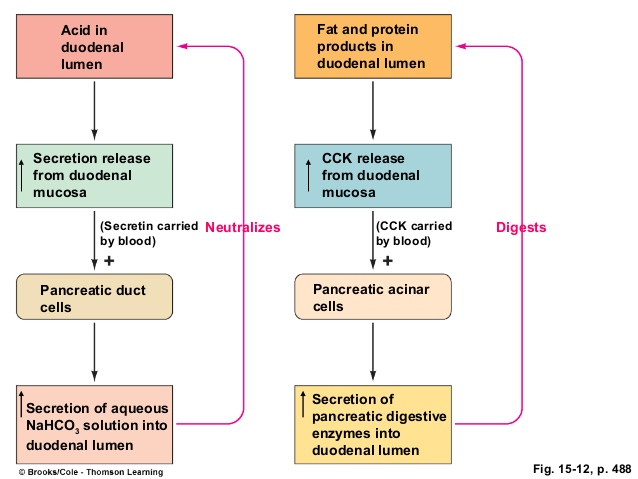 Acid in
duodenal
lumen
Secretion release
from duodenal
mucosa
(Secretin carried
by blood)
+
Neutralizes
Pancreatic duct
cells
Secretion of aqueous
NaHCO₃ solution into
duodenal lumen
Fat and protein
products in
duodenal lumen
CCK release
from duodenal
mucosa
(CCK carried
by blood)
+
Digests
Pancreatic acinar
cells
Secretion of
pancreatic digestive
enzymes into
duodenal lumen
© Brooks/Cole - Thomson Learning
Fig. 15-12, p. 488